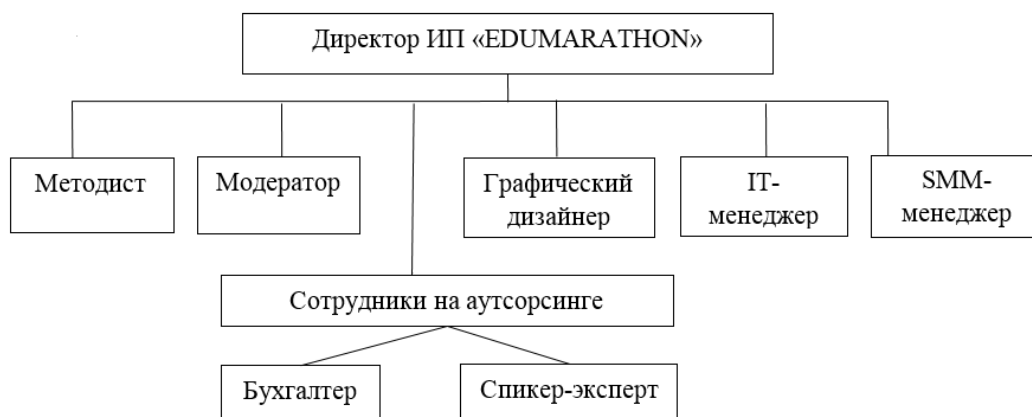 Директор ИП «EDUMARATHON»
Методист
Модератор
Графический
дизайнер
IT-
менеджер
SMM-
менеджер
Сотрудники на аутсорсинге
Бухгалтер
Спикер-эксперт